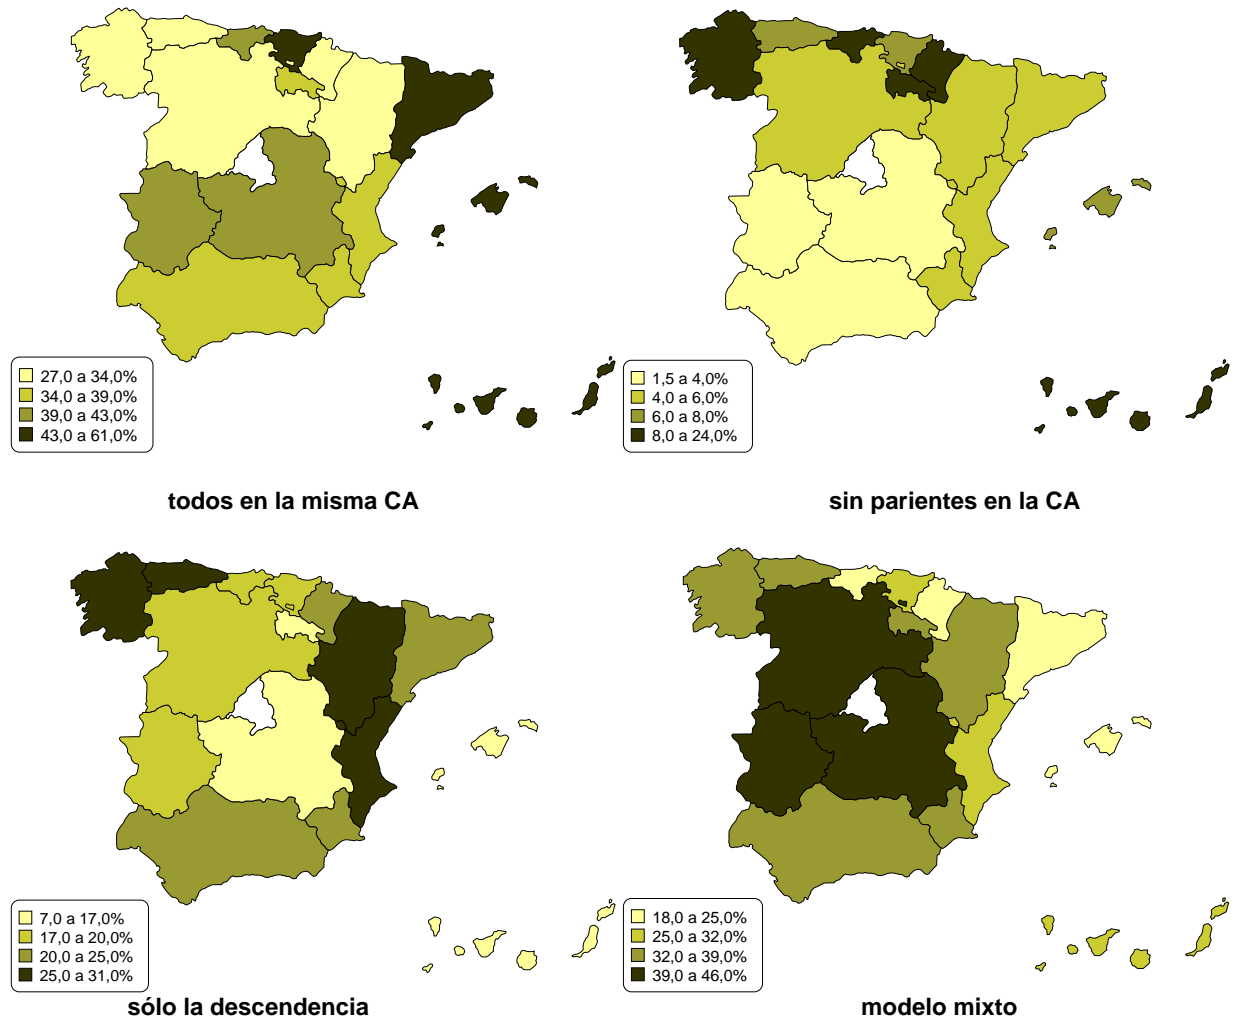 27,0 a 34,0%
34,0 a 39,0%
39,0 a 43,0%
43,0 a 61,0%
todos en la misma CA
1,5 a 4,0%
4,0 a 6,0%
6,0 a 8,0%
8,0 a 24,0%
sin parientes en la CA
7,0 a 17,0%
17,0 a 20,0%
20,0 a 25,0%
25,0 a 31,0%
sólo la descendencia
18,0 a 25,0%
25,0 a 32,0%
32,0 a 39,0%
39,0 a 46,0%
modelo mixto